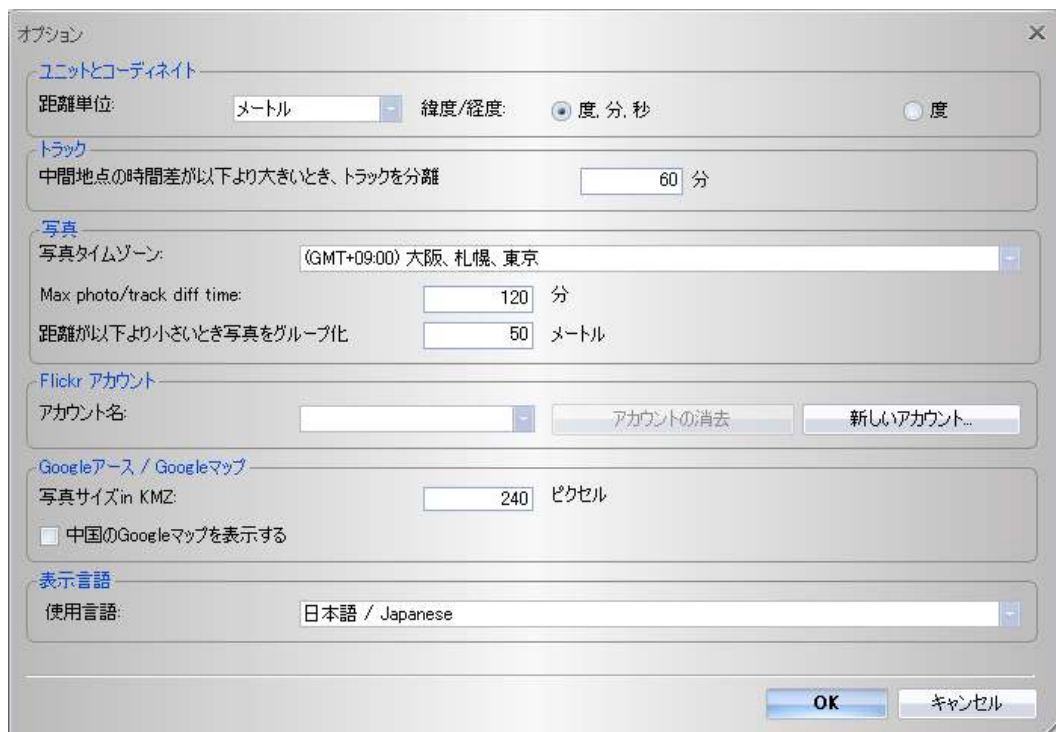 オプション
ユニットとコーディネイト
距離単位: メートル 緯度/経度: 度, 分, 秒 度
トラック
中間地点の時間差が以下より大きいとき、トラックを分離 60 分
写真
写真タイムゾーン: (GMT+09:00) 大阪、札幌、東京
Max photo/track diff time: 120 分
距離が以下より小さいとき写真をグループ化 50 メートル
Flickr アカウント
アカウント名: アカウントの消去 新しいアカウント...
Googleアース / Googleマップ
写真サイズin KMZ: 240 ピクセル
中国のGoogleマップを表示する
表示言語
使用言語: 日本語 / Japanese
OK キャンセル